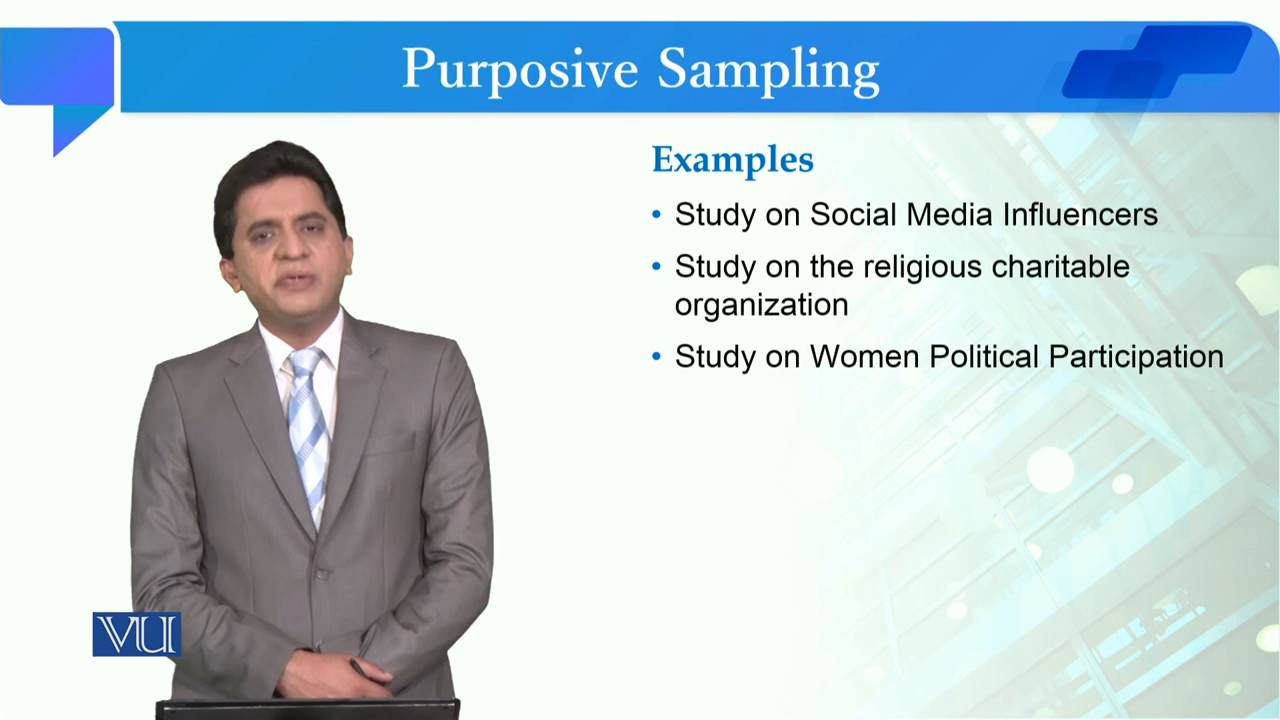 Purposive Sampling
Examples
• Study on Social Media Influencers
• Study on the religious charitable
organization
• Study on Women Political Participation
VU